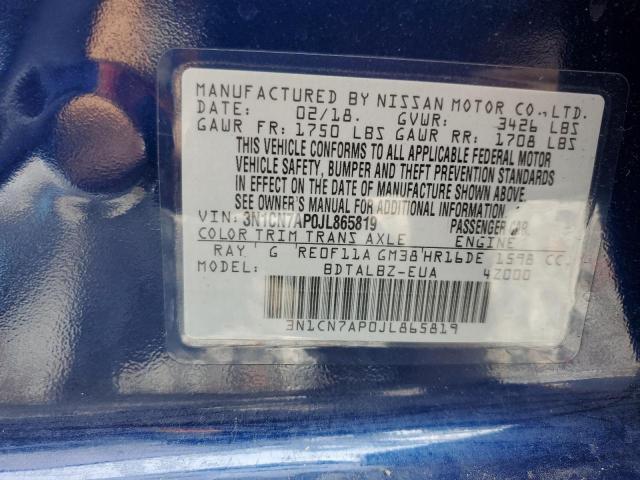 MANUFACTURED BY NISSAN MOTOR CO.,LTD.
DATE: 02/18. GVWR: 3426 LBS
GAWR FR: 1750 LBS GAWR RR: 1708 LBS
THIS VEHICLE CONFORMS TO ALL APPLICABLE FEDERAL MOTOR
VEHICLE SAFETY, BUMPER AND THEFT PREVENTION STANDARDS
IN EFFECT ON THE DATE OF MANUFACTURE SHOWN ABOVE.
SEE OWNER'S MANUAL FOR ADDITIONAL INFORMATION.
VIN: 3N1CN7AP0JL865819 PASSENGER CAR
COLOR TRIM TRANS AXLE ENGINE
RAY G RE0F11A GM38 HR16DE 1598 CC.
MODEL: BDTALBZ-EUA 4Z000
3N1CN7AP0JL865819